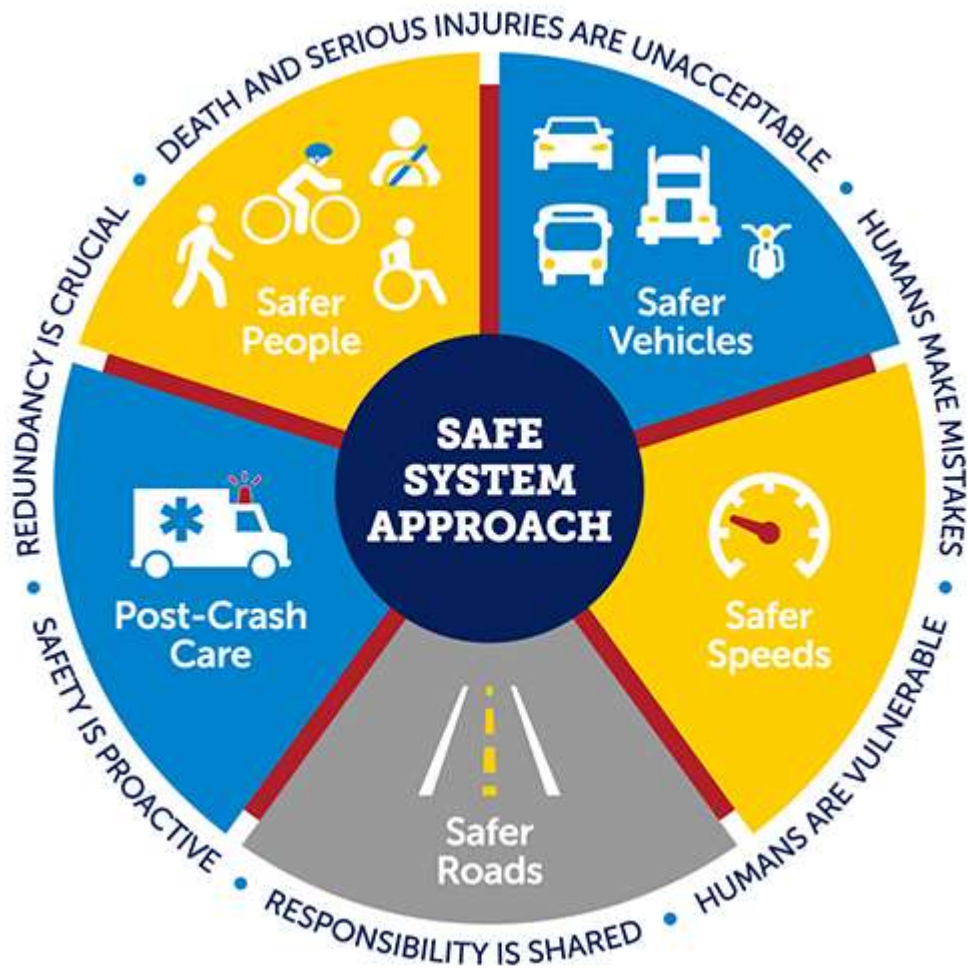 DEATH AND SERIOUS INJURIES ARE UNACCEPTABLE
HUMANS MAKE MISTAKES
HUMANS ARE VULNERABLE
RESPONSIBILITY IS SHARED
SAFETY IS PROACTIVE
REDUNDANCY IS CRUCIAL
Safer
People
Safer
Vehicles
SAFE
SYSTEM
APPROACH
Post-Crash
Care
Safer
Speeds
Safer
Roads